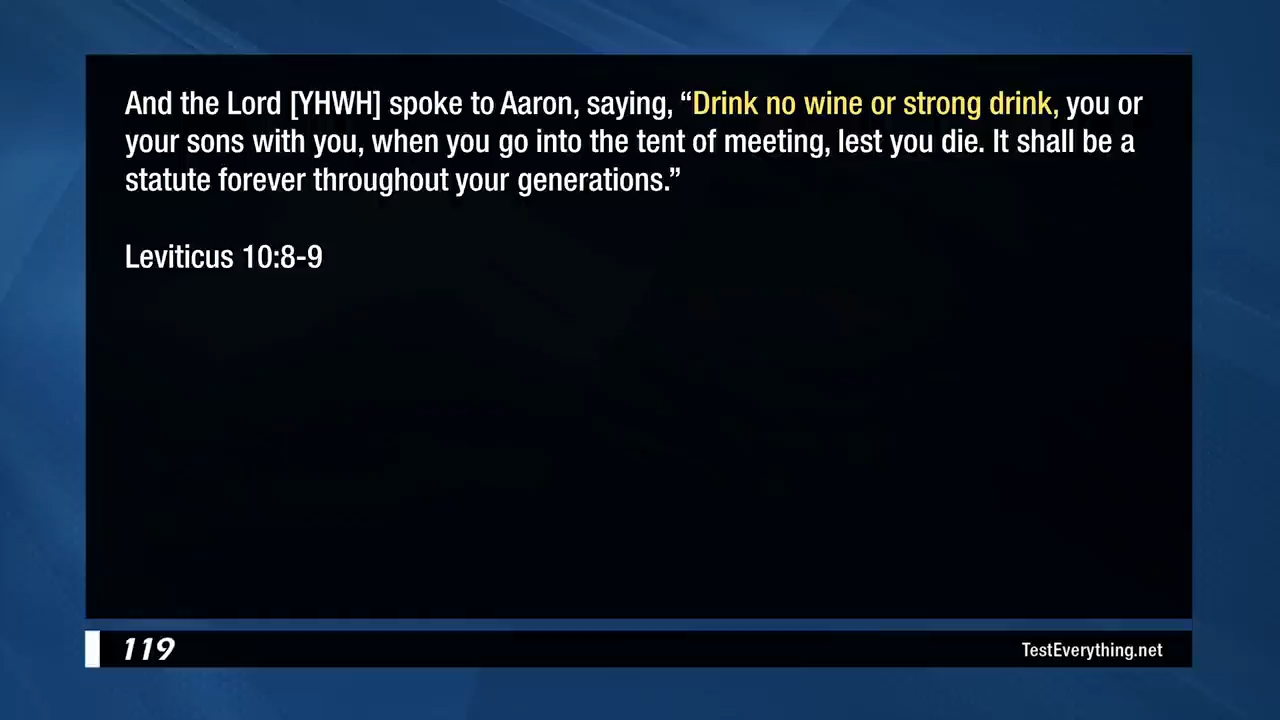 And the Lord [YHWH] spoke to Aaron, saying, “Drink no wine or strong drink, you or
your sons with you, when you go into the tent of meeting, lest you die. It shall be a
statute forever throughout your generations.”
Leviticus 10:8-9
119
TestEverything.net